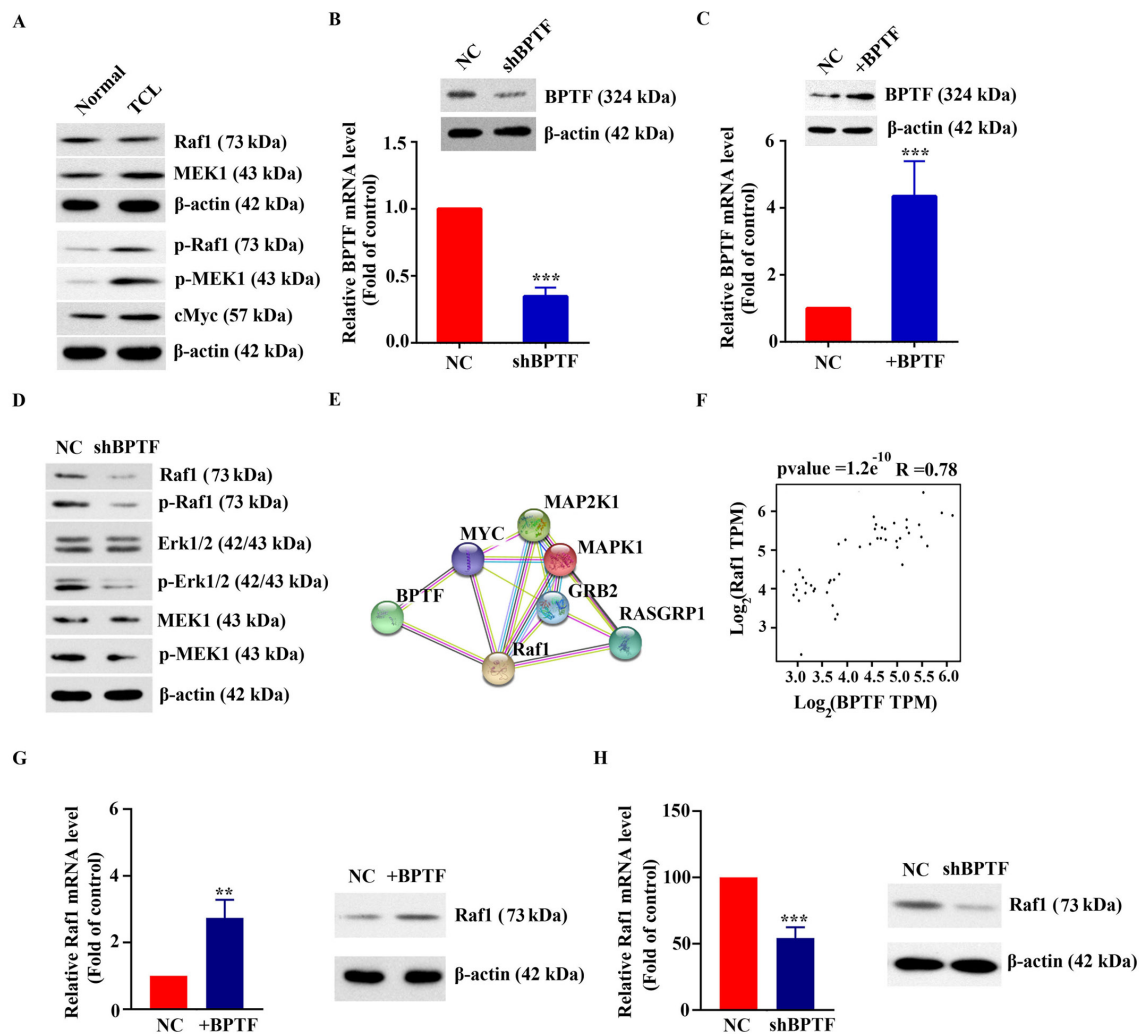 A
Normal
TCL
Raf1 (73 kDa)
MEK1 (43 kDa)
β-actin (42 kDa)
p-Raf1 (73 kDa)
p-MEK1 (43 kDa)
cMyc (57 kDa)
β-actin (42 kDa)
B
NC
shBPTF
BPTF (324 kDa)
β-actin (42 kDa)
Relative BPTF mRNA level
(Fold of control)
1.5
1.0
0.5
0.0
***
NC
shBPTF
C
NC
+BPTF
BPTF (324 kDa)
β-actin (42 kDa)
Relative BPTF mRNA level
(Fold of control)
6
4
2
0
***
NC
+BPTF
D
NC shBPTF
Raf1 (73 kDa)
p-Raf1 (73 kDa)
Erk1/2 (42/43 kDa)
p-Erk1/2 (42/43 kDa)
MEK1 (43 kDa)
p-MEK1 (43 kDa)
β-actin (42 kDa)
E
MAP2K1
MYC
MAPK1
GRB2
BPTF
RASGRP1
Raf1
F
pvalue =1.2e-10 R =0.78
Log2(Raf1 TPM)
6
5
4
3
3.0 3.5 4.0 4.5 5.0 5.5 6.0
Log2(BPTF TPM)
G
Relative Raf1 mRNA level
(Fold of control)
6
4
2
0
**
NC
+BPTF
NC +BPTF
Raf1 (73 kDa)
β-actin (42 kDa)
H
Relative Raf1 mRNA level
(Fold of control)
150
100
50
0
***
NC
shBPTF
NC shBPTF
Raf1 (73 kDa)
β-actin (42 kDa)